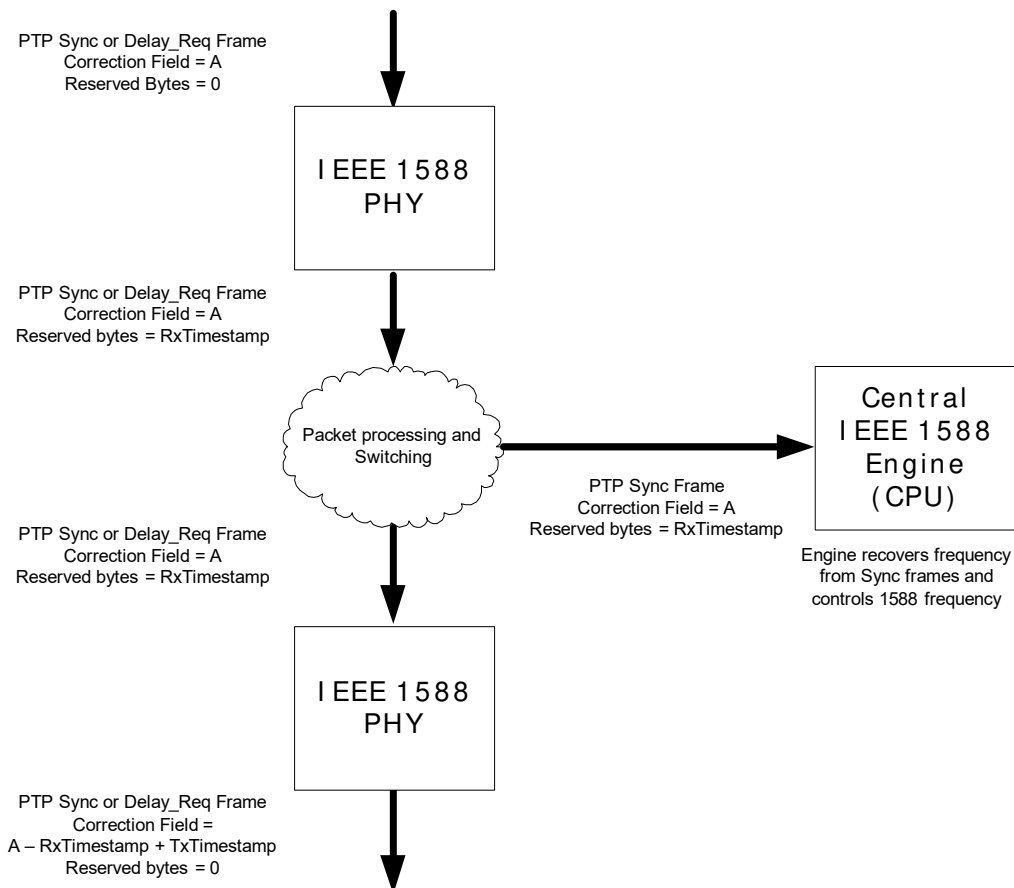 PTP Sync or Delay_Req Frame
Correction Field = A
Reserved Bytes = 0
IEEE 1588
PHY
PTP Sync or Delay_Req Frame
Correction Field = A
Reserved bytes = RxTimestamp
Packet processing and
Switching
Central
IEEE 1588
Engine
(CPU)
PTP Sync Frame
Correction Field = A
Reserved bytes = RxTimestamp
Engine recovers frequency
from Sync frames and
controls 1588 frequency
PTP Sync or Delay_Req Frame
Correction Field = A
Reserved bytes = RxTimestamp
IEEE 1588
PHY
PTP Sync or Delay_Req Frame
Correction Field =
A – RxTimestamp + TxTimestamp
Reserved bytes = 0